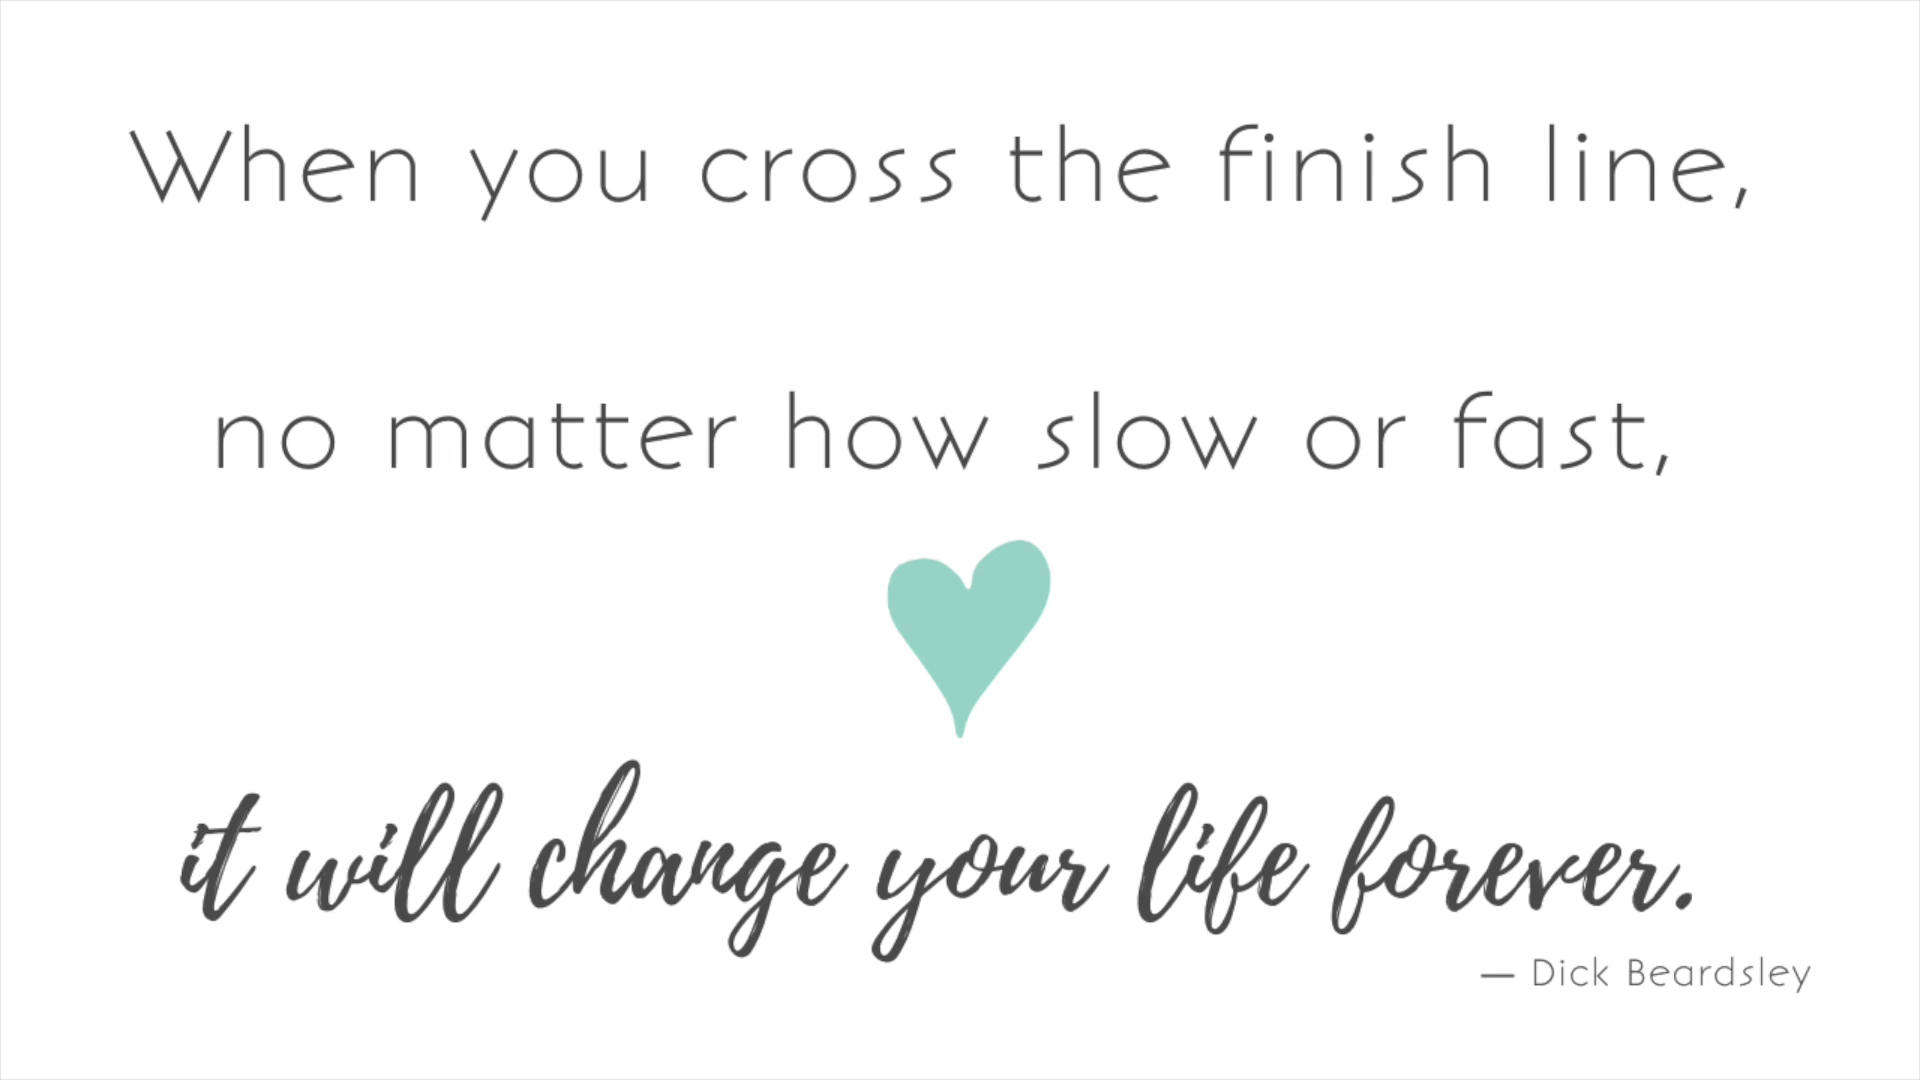 When you cross the finish line,
no matter how slow or fast,
it will change your life forever.
— Dick Beardsley